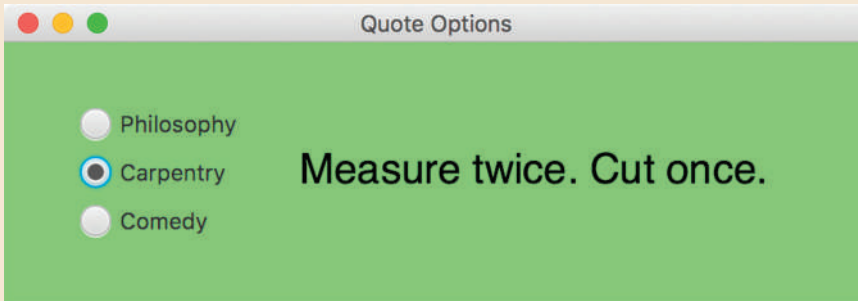 Quote Options
Philosophy
Carpentry
Measure twice. Cut once.
Comedy